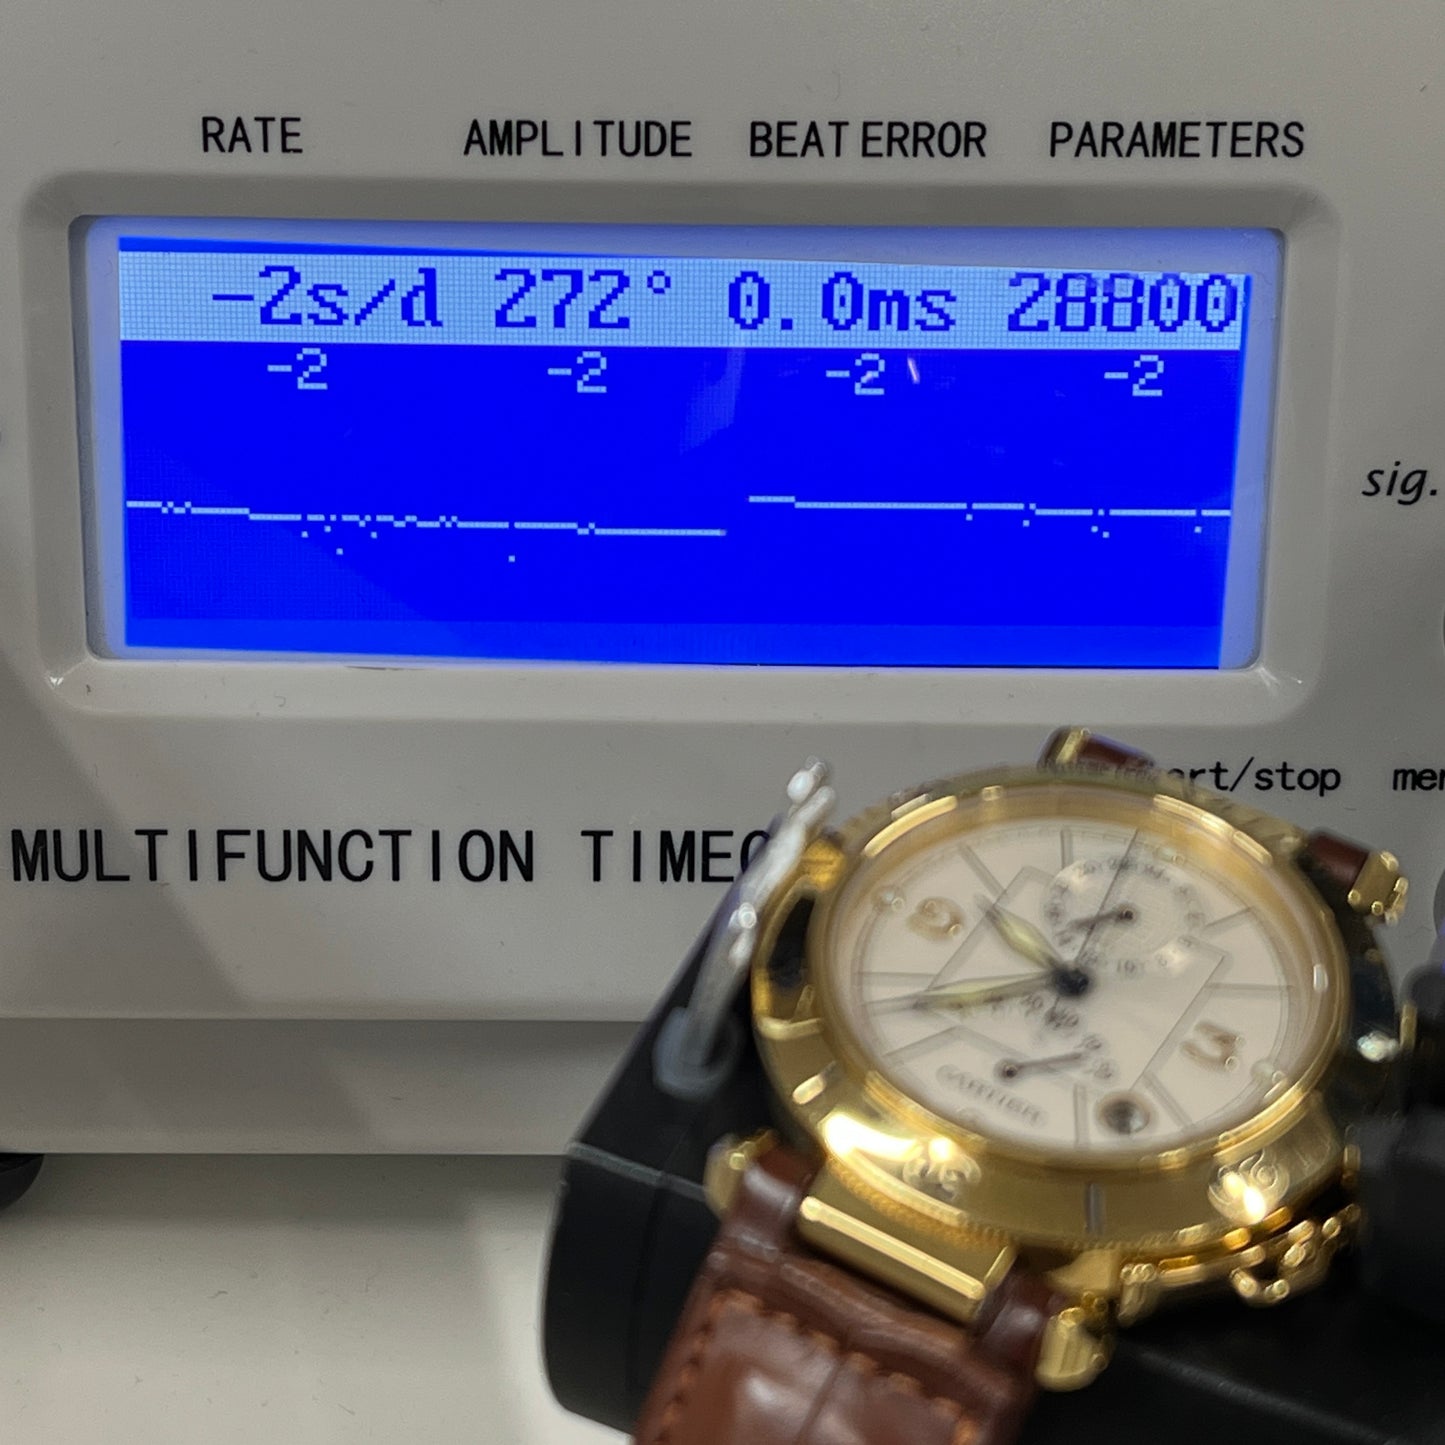 RATE AMPLITUDE BEAT ERROR PARAMETERS
-2s/d 272° 0.0ms 28800
-2 -2 -2 -2
sig.
rt/stop
MULTIFUNCTION TIME
CARTIER